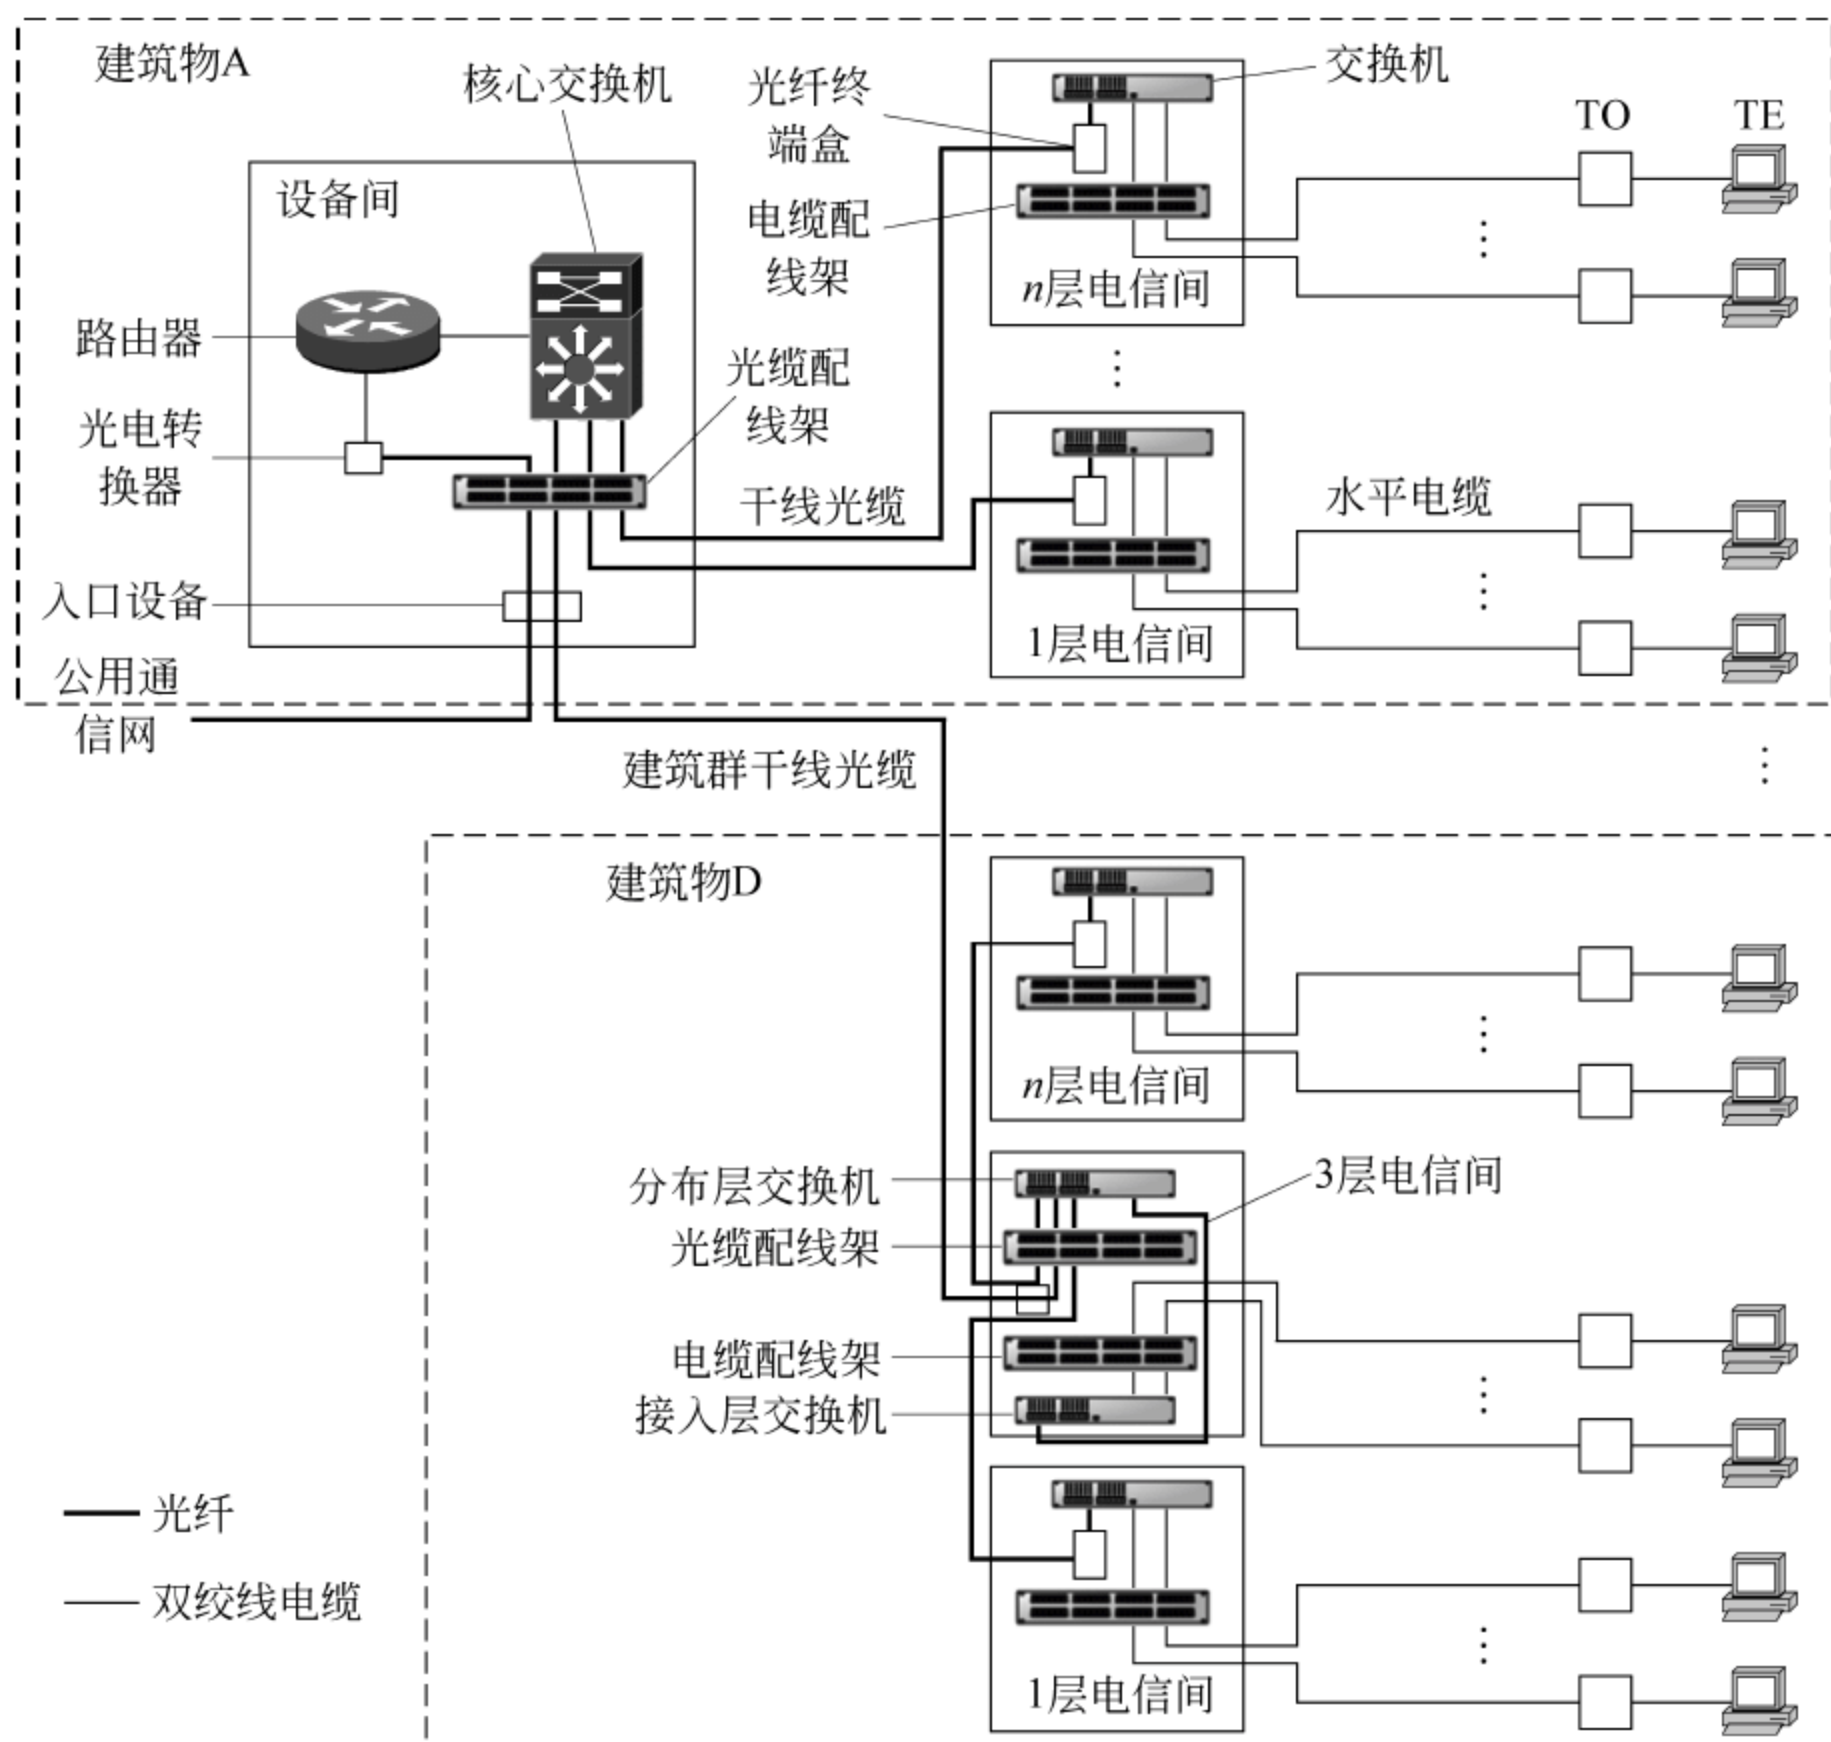 建筑物A
核心交换机
光纤终
端盒
交换机
TO
TE
设备间
电缆配
线架
n层电信间
路由器
光缆配
线架
光电转
换器
干线光缆
水平电缆
入口设备
1层电信间
公用通
信网
建筑群干线光缆
建筑物D
n层电信间
分布层交换机
3层电信间
光缆配线架
电缆配线架
接入层交换机
光纤
双绞线电缆
1层电信间